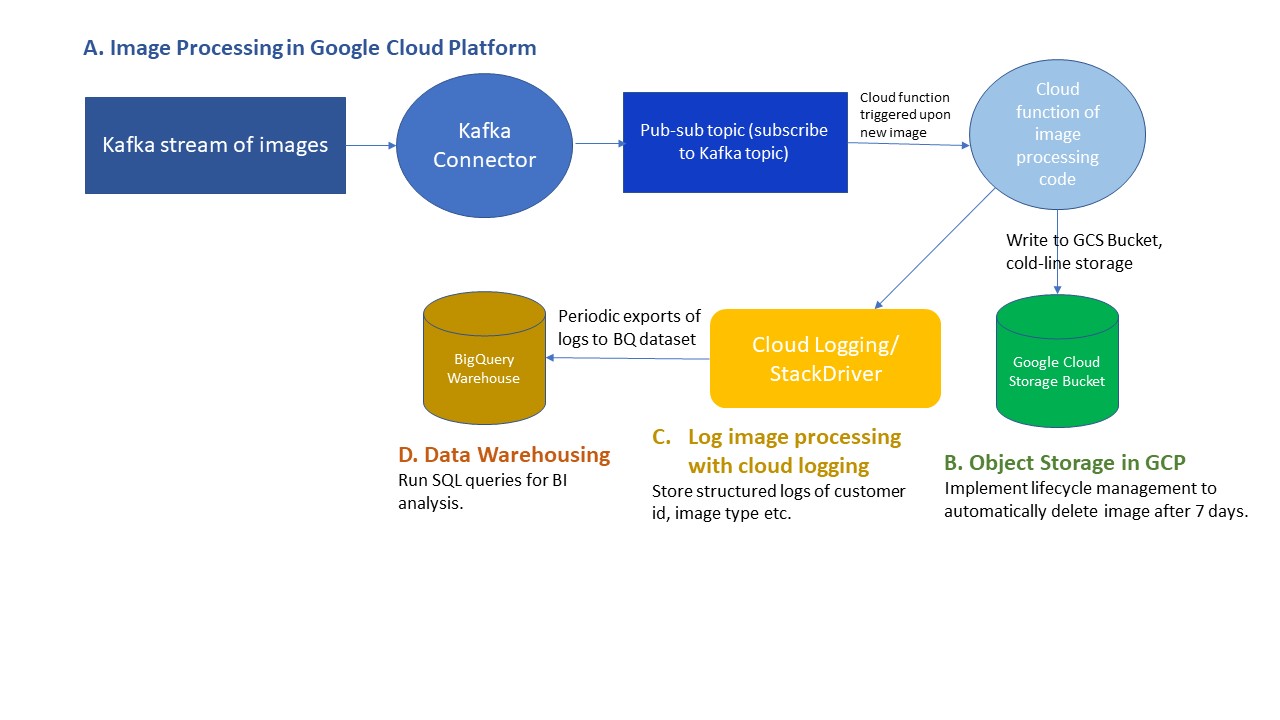 A. Image Processing in Google Cloud Platform
Kafka stream of images
Kafka
Connector
Pub-sub topic (subscribe
to Kafka topic)
Cloud function
triggered upon
new image
Cloud
function of
image
processing
code
Write to GCS Bucket,
cold-line storage
BigQuery
Warehouse
Periodic exports of
logs to BQ dataset
Cloud Logging/
StackDriver
Google Cloud
Storage Bucket
D. Data Warehousing
Run SQL queries for BI
analysis.
C. Log image processing
with cloud logging
Store structured logs of customer
id, image type etc.
B. Object Storage in GCP
Implement lifecycle management to
automatically delete image after 7 days.